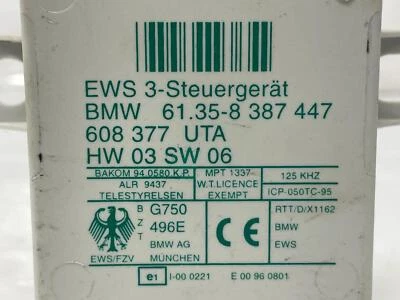 EWS 3-Steuergerät
BMW 61.35-8 387 447
608 377 UTA
HW 03 SW 06
BAKOM 94.0580.K.P.
ALR 9437
TELESTYRELSEN
MPT 1337
W.T.LICENCE
EXEMPT
125 KHZ
ICP-050TC-95
B G750
Z 496E
T BMW AG
MÜNCHEN
EWS/FZV
RTT/D/X1162
BMW
EWS
e1 I-00 0221 E 00 96 0801